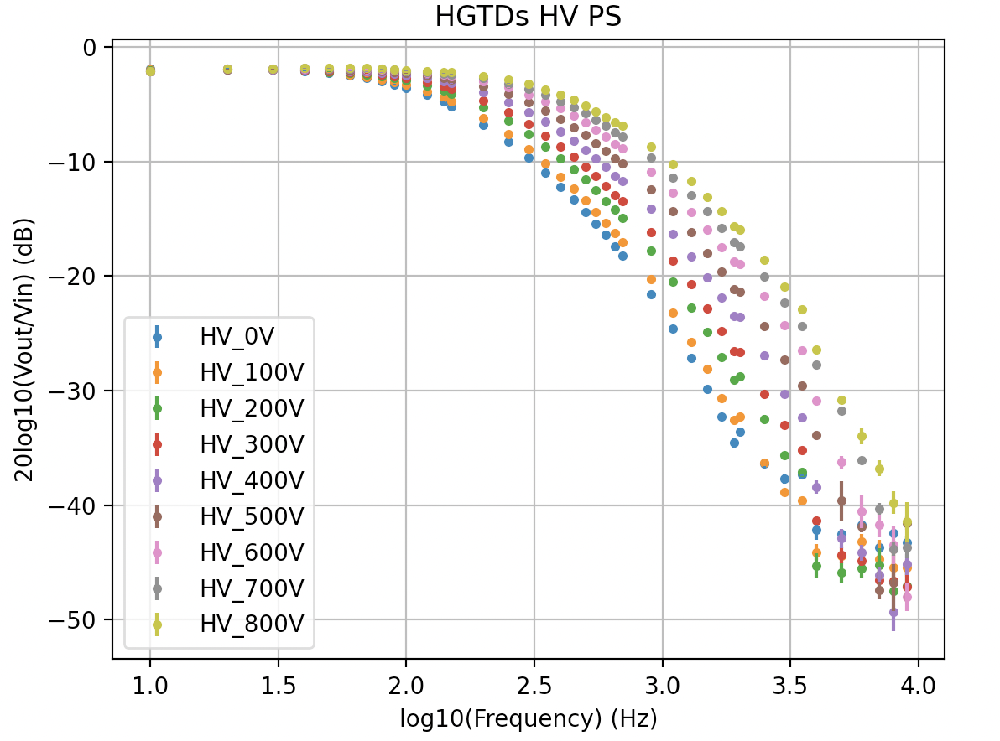 HGTDs HV PS
20log10(Vout/Vin) (dB)
0
−10
−20
−30
−40
−50
HV_0V
HV_100V
HV_200V
HV_300V
HV_400V
HV_500V
HV_600V
HV_700V
HV_800V
1.0 1.5 2.0 2.5 3.0 3.5 4.0
log10(Frequency) (Hz)